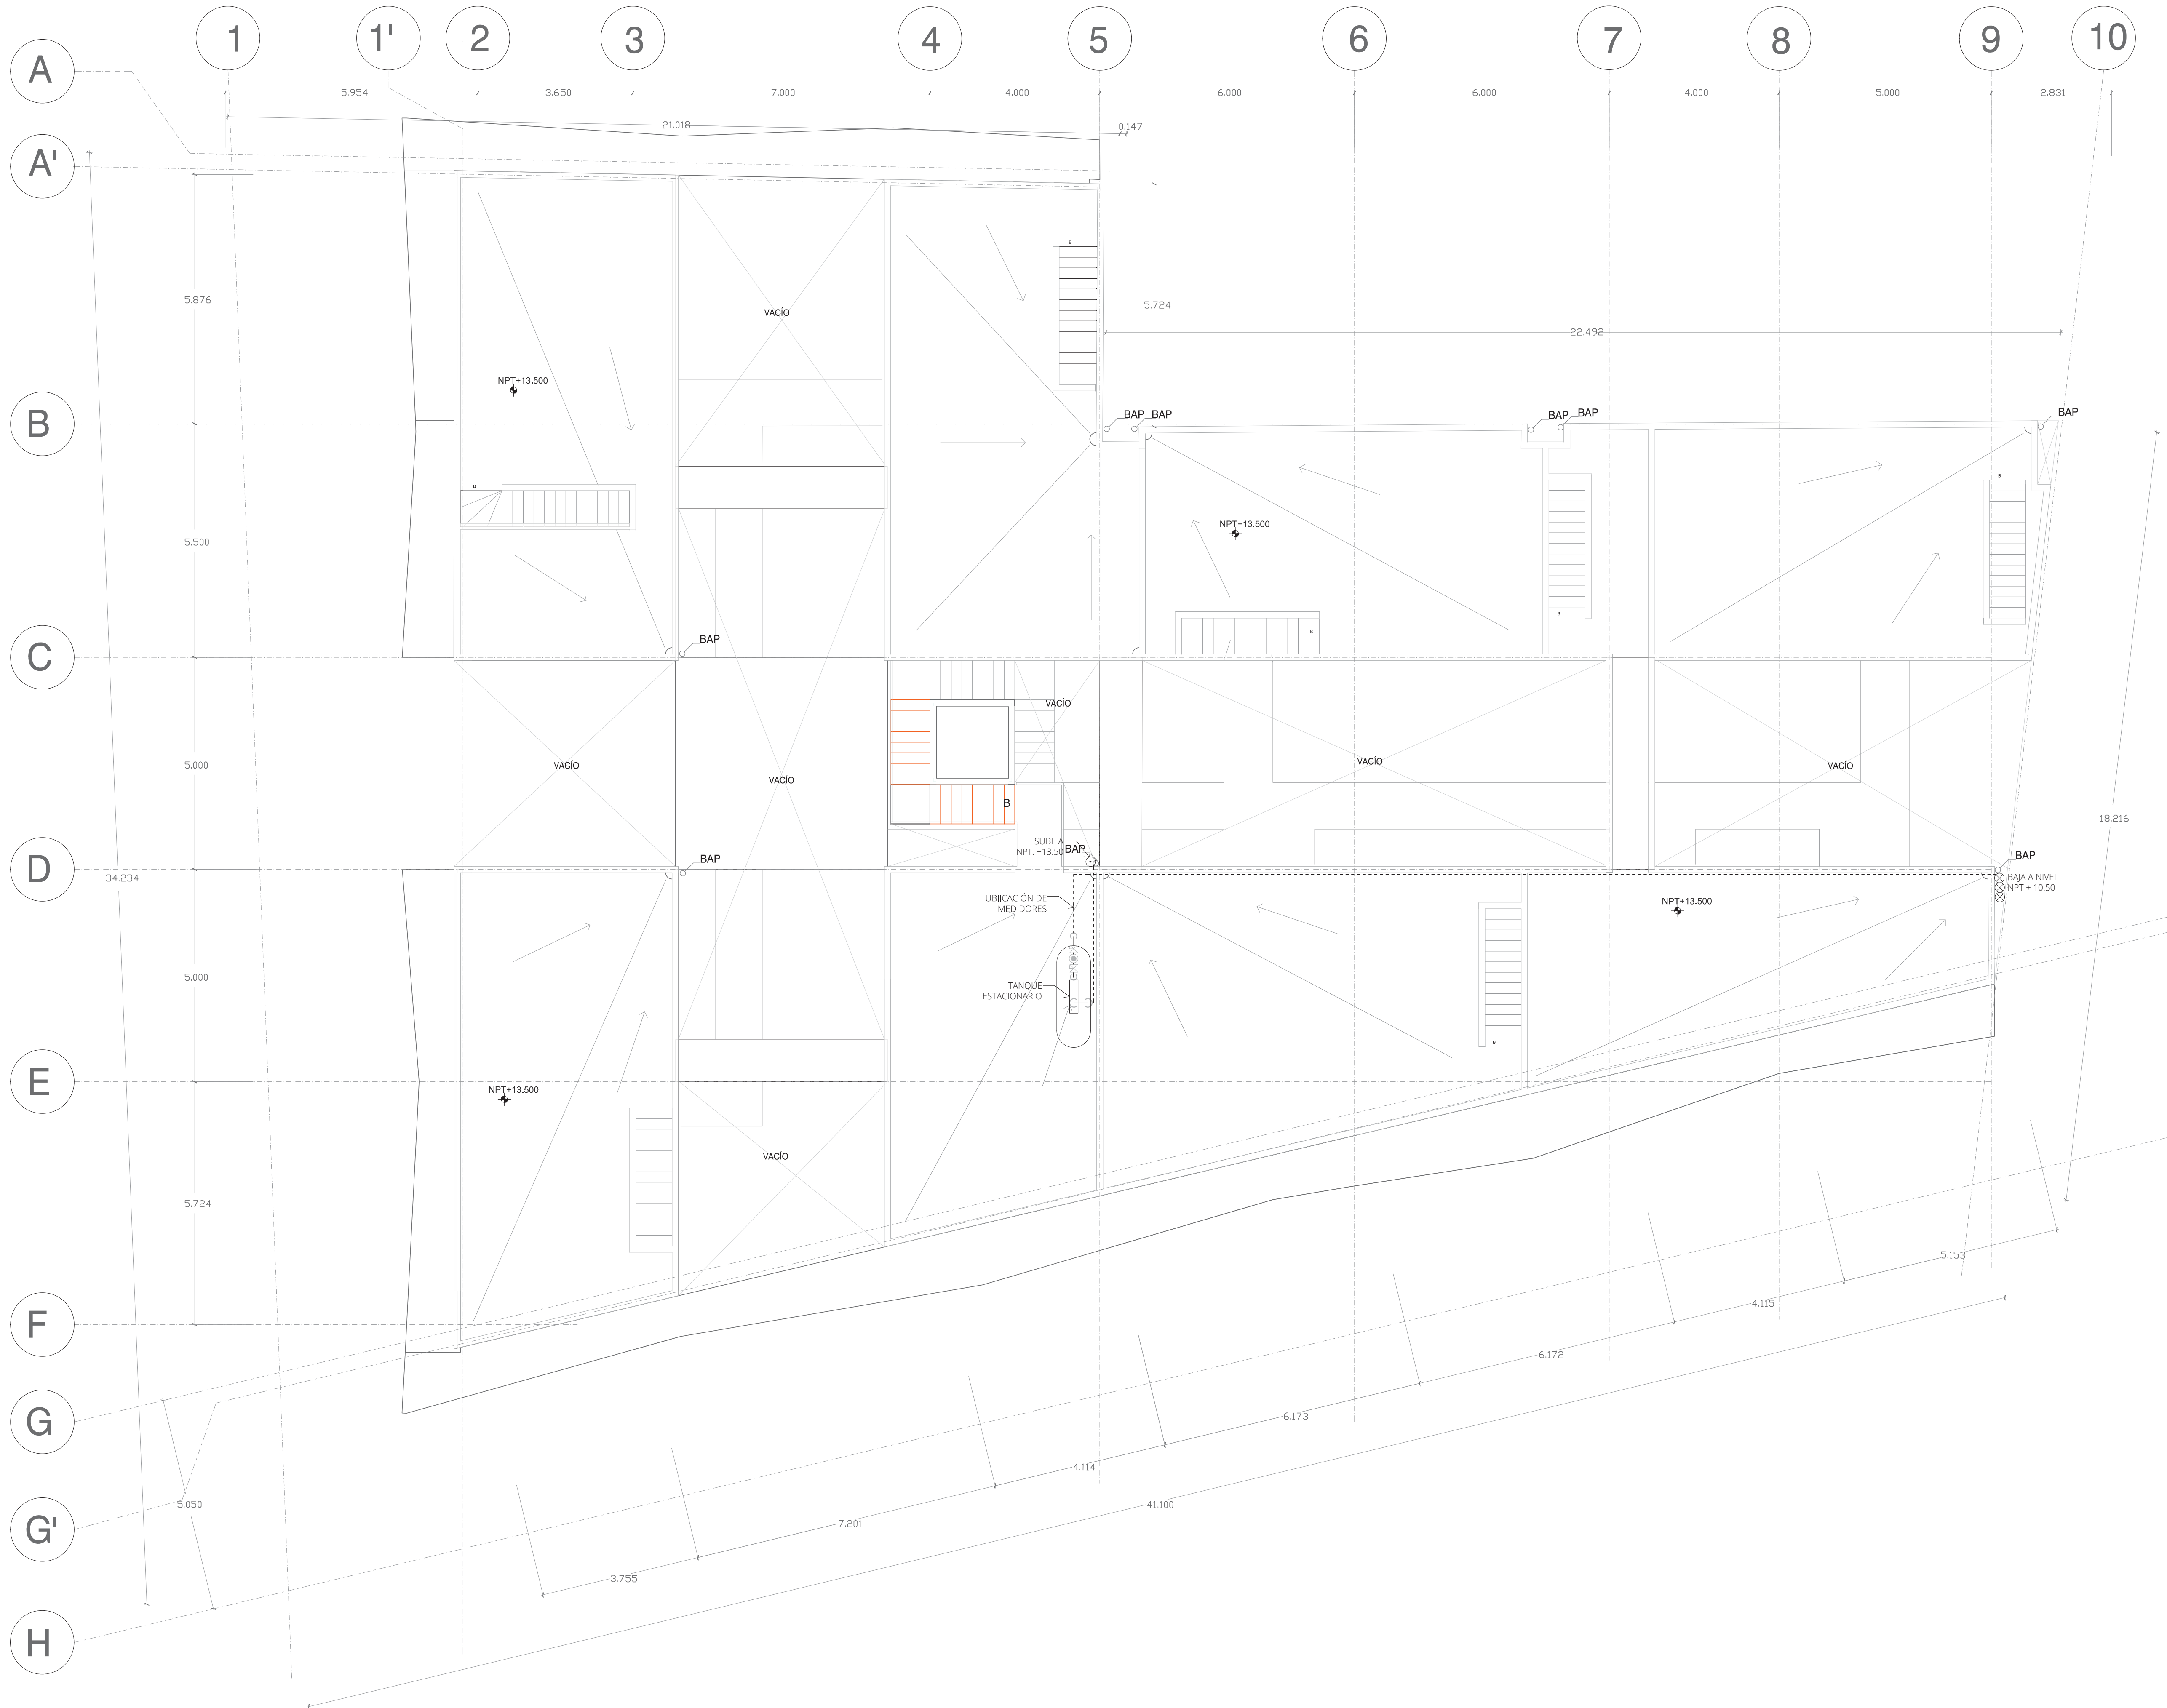 1
1'
2
3
4
5
6
7
8
9
10
A
5.954
3.650
7.000
4.000
6.000
6.000
4.000
5.000
2.831
21.018
0.147
A'
B
5.876
VACÍO
5.724
22.492
NPT+13.500
B
BAP
BAP
BAP
BAP
BAP
B
B
B
5.500
NPT+13.500
B
B
C
BAP
VACÍO
5.000
VACÍO
VACÍO
VACÍO
VACÍO
B
18.216
SUBE A
NPT. +13.50
BAP
D
34.234
BAP
BAP
BAJA A NIVEL
NPT + 10.50
UBIICACIÓN DE
MEDIDORES
NPT+13.500
5.000
TANQUE
ESTACIONARIO
B
E
NPT+13.500
VACÍO
5.724
5.153
F
4.115
6.172
G
6.173
4.114
5.050
41.100
G'
7.201
3.755
H